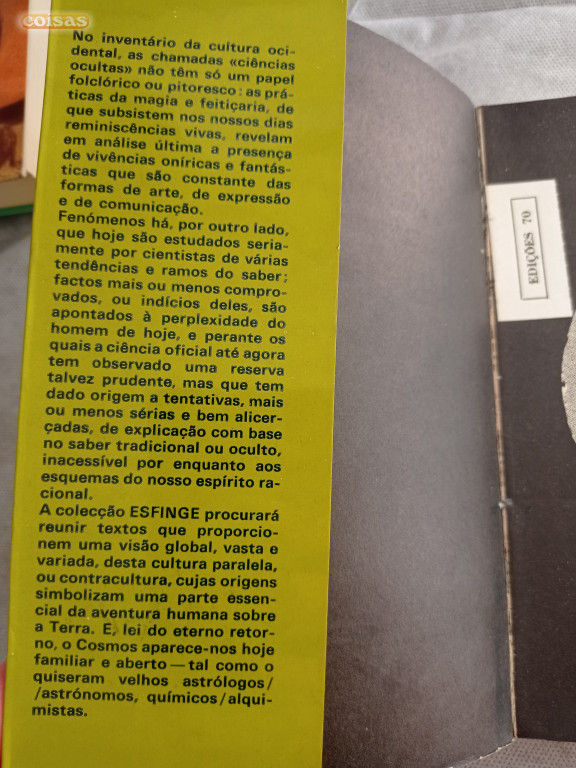 coisas
No inventário da cultura oci-
dental, as chamadas «ciências
ocultas» não têm só um papel
folclórico ou pitoresco: as prá-
ticas da magia e feitiçaria, de
que subsistem nos nossos dias
reminiscências vivas, revelam
em análise última a presença
de vivências oníricas e fantás-
ticas que são constante das
formas de arte, de expressão
e de comunicação.
Fenómenos há, por outro lado,
que hoje são estudados seria-
mente por cientistas de várias
tendências e ramos do saber;
factos mais ou menos compro-
vados, ou indícios deles, são
apontados à perplexidade do
homem de hoje, e perante os
quais a ciência oficial até agora
tem observado uma reserva
talvez prudente, mas que tem
dado origem a tentativas, mais
ou menos sérias e bem alicer-
çadas, de explicação com base
no saber tradicional ou oculto,
inacessível por enquanto aos
esquemas do nosso espírito ra-
cional.
A colecção ESFINGE procurará
reunir textos que proporcio-
nem uma visão global, vasta e
variada, desta cultura paralela,
ou contracultura, cujas origens
simbolizam uma parte essen-
cial da aventura humana sobre
a Terra. E, lei do eterno retor-
no, o Cosmos aparece-nos hoje
familiar e aberto — tal como o
quiseram velhos astrólogos/
/astrónomos, químicos/alqui-
mistas.
EDIÇÕES 70